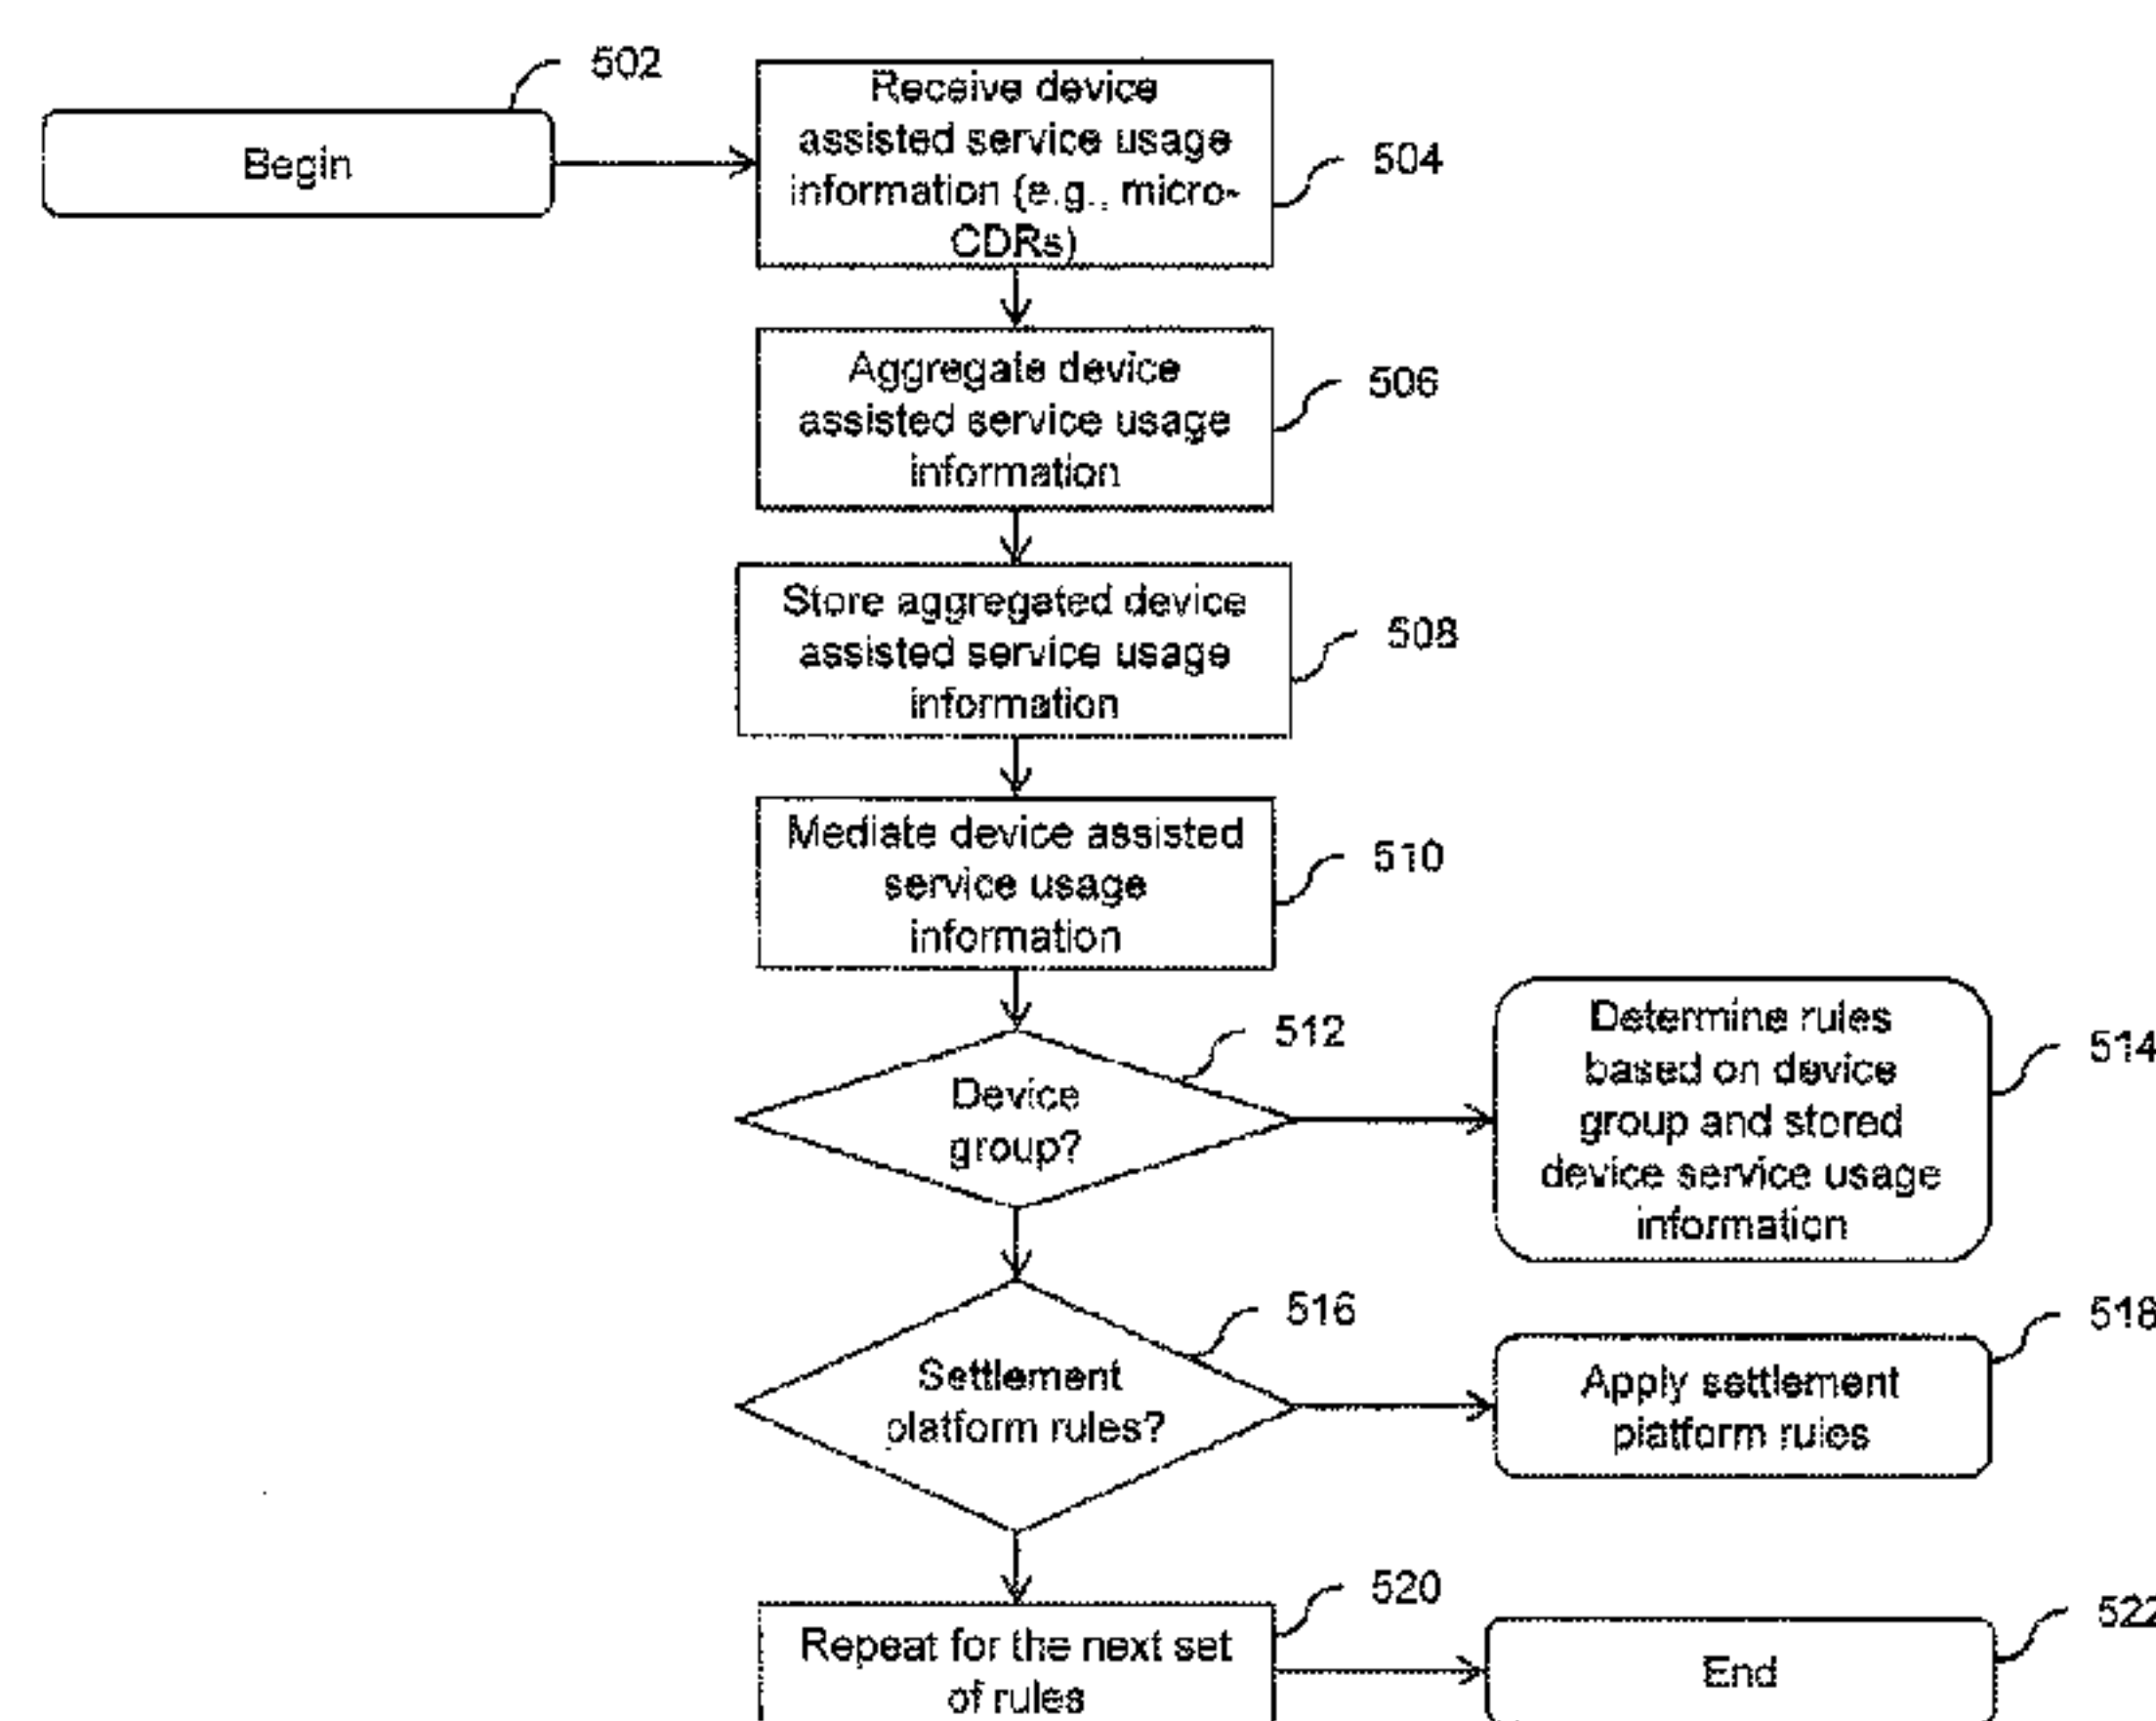 502
Begin
Receive device
assisted service usage
information (e.g., micro-
CDRs)
504
Aggregate device
assisted service usage
information
506
Store aggregated device
assisted service usage
information
508
Mediate device assisted
service usage
information
510
Device
group?
512
Determine rules
based on device
group and stored
device service usage
information
514
Settlement
platform rules?
516
Apply settlement
platform rules
518
Repeat for the next set
of rules
520
End
522